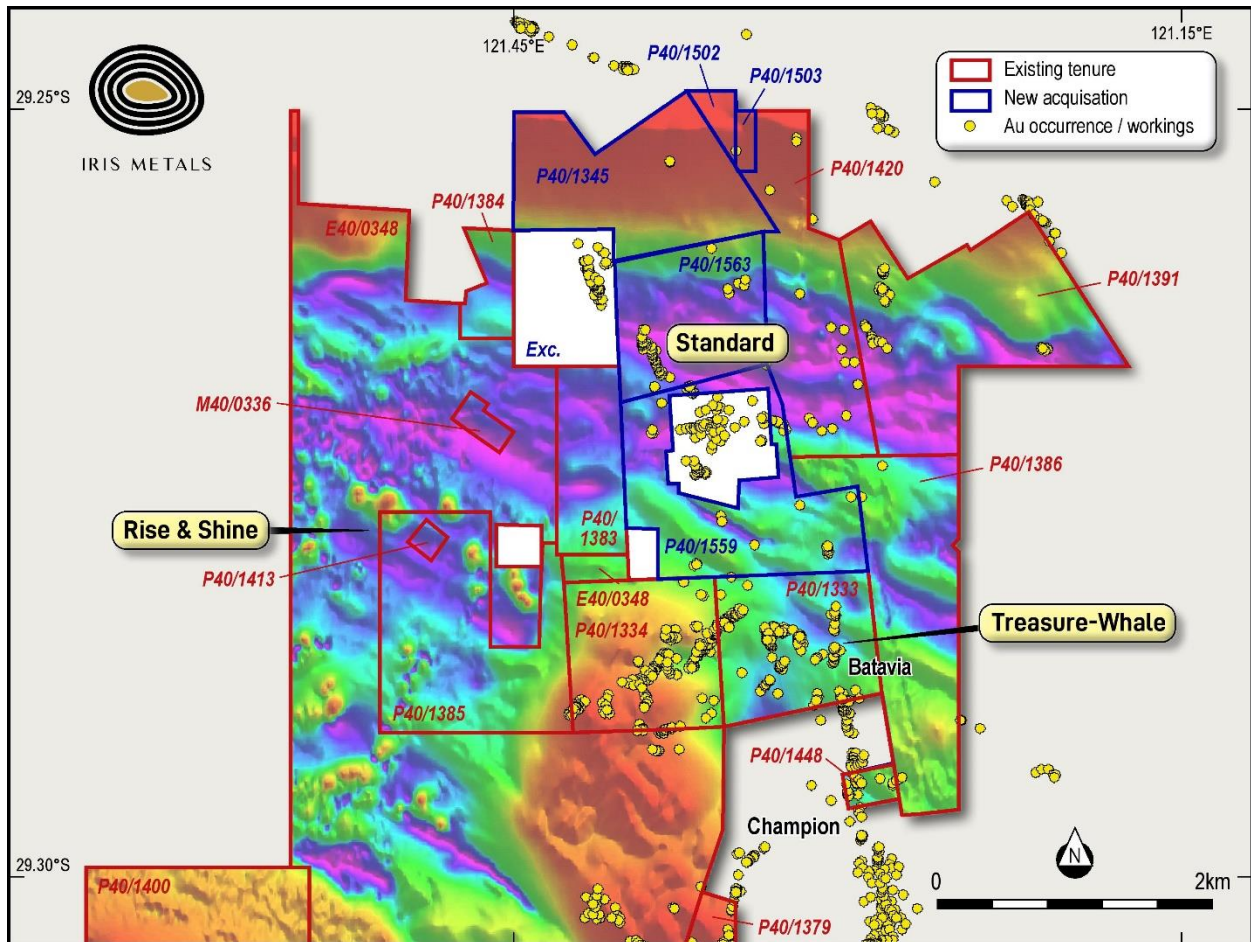 121.45°E
121.15°E
29.25°S
IRIS METALS
P40/1502
P40/1503
Existing tenure
New acquisation
Au occurrence / workings
P40/1345
P40/1420
P40/1384
E40/0348
P40/1563
P40/1391
Standard
Exc.
M40/0336
P40/1386
Rise & Shine
P40/
1383
P40/1559
P40/1413
E40/0348
P40/1333
P40/1334
Treasure-Whale
Batavia
P40/1385
P40/1448
Champion
N
29.30°S
P40/1400
0
2km
P40/1379